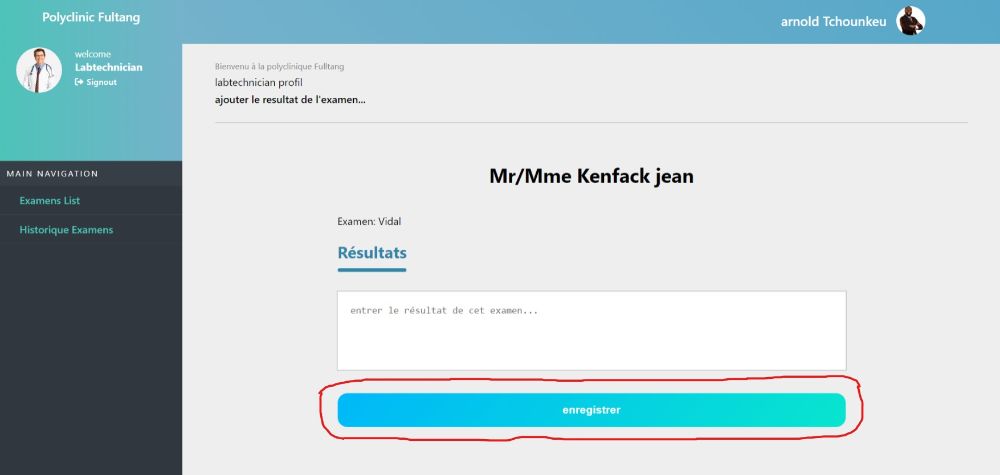 Polyclinic Fultang
arnold Tchounkeu
welcome
Labtechnician
Signout
Bienvenu à la polyclinique Fulltang
labtechnician profil
ajouter le resultat de l'examen...
MAIN NAVIGATION
Examens List
Historique Examens
Mr/Mme Kenfack jean
Examen: Vidal
Résultats
entrer le résultat de cet examen...
enregistrer